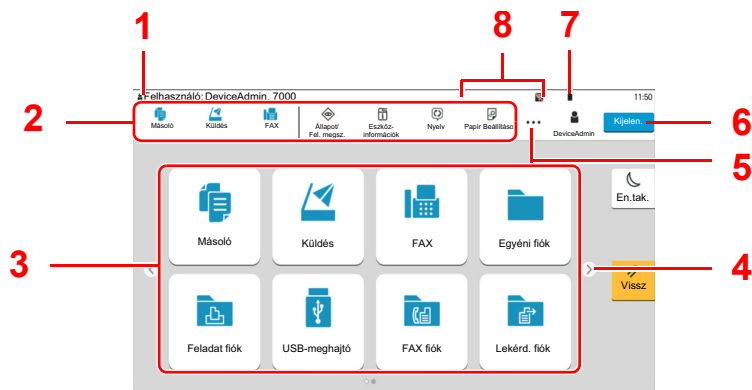 1
8
7
Felhasználó: DeviceAdmin, 7000
11:50
2
Másoló
Küldés
FAX
Állapot/
Fel. megsz.
Eszköz-
információk
Nyelv
Papír Beállításo
DeviceAdmin
Kijelen.
6
5
En.tak.
Másoló
Küldés
FAX
Egyéni fiók
3
4
Vissz
Feladat fiók
USB-meghajtó
FAX fiók
Lekérd. fiók